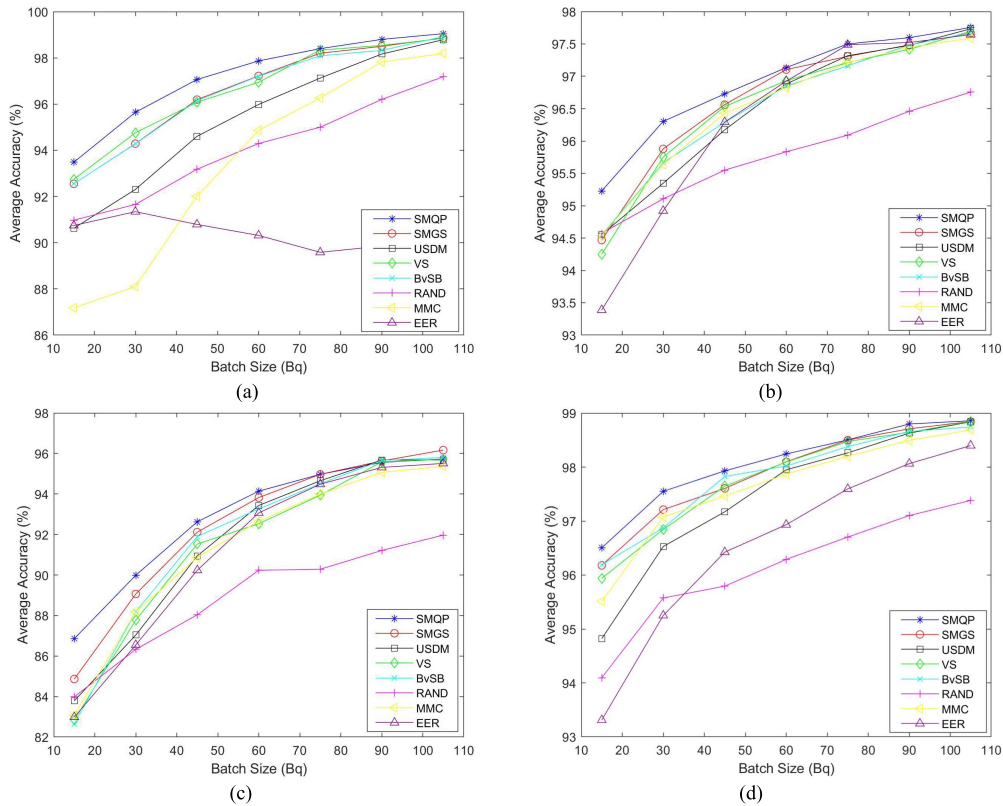 100
98
96
94
92
90
88
86
Average Accuracy (%)
SMQP
SMGS
USDM
VS
BvSB
RAND
MMC
EER
10 20 30 40 50 60 70 80 90 100 110
Batch Size (Bq)
(a)
98
97.5
97
96.5
96
95.5
95
94.5
94
93.5
93
Average Accuracy (%)
SMQP
SMGS
USDM
VS
BvSB
RAND
MMC
EER
10 20 30 40 50 60 70 80 90 100 110
Batch Size (Bq)
(b)
98
96
94
92
90
88
86
84
82
Average Accuracy (%)
SMQP
SMGS
USDM
VS
BvSB
RAND
MMC
EER
10 20 30 40 50 60 70 80 90 100 110
Batch Size (Bq)
(c)
99
98
97
96
95
94
93
Average Accuracy (%)
SMQP
SMGS
USDM
VS
BvSB
RAND
MMC
EER
10 20 30 40 50 60 70 80 90 100 110
Batch Size (Bq)
(d)